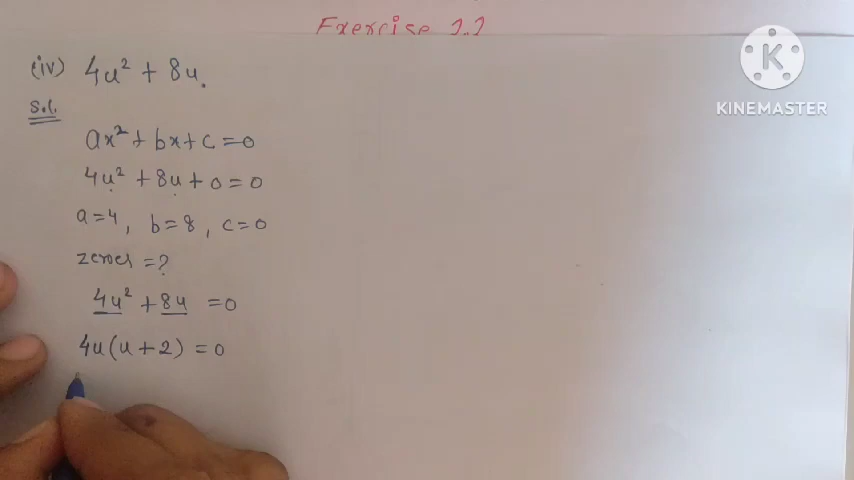 Exercise 2.2
(iv) 4u² + 8u.
KINEMASTER
Sol.
ax² + bx + c = 0
4u² + 8u + 0 = 0
a = 4, b = 8, c = 0
zeroes = ?
4u² + 8u = 0
4u(u + 2) = 0